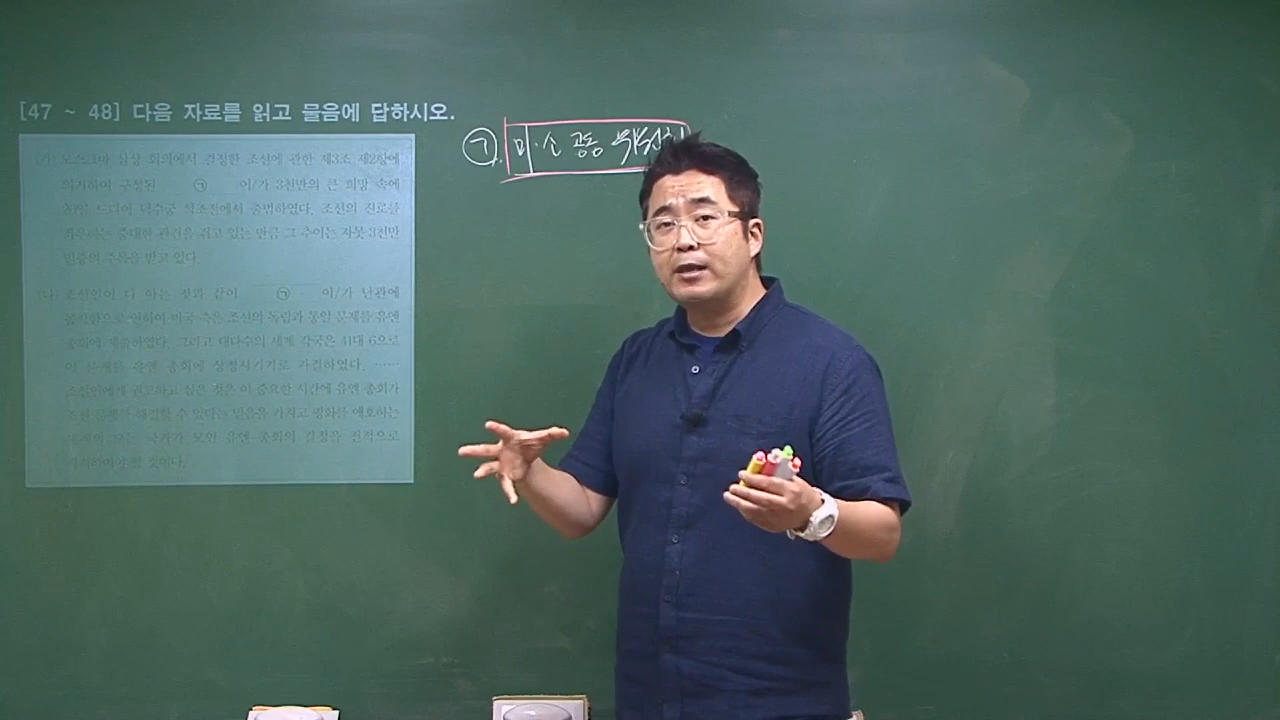 [47 ~ 48] 다음 자료를 읽고 물음에 답하시오.
㉠. 미·소 공동 위원회
(가) 모스크바 삼상 회의에서 결정한 조선에 관한 제3조 제2항에
의거하여 구성된 ㉠ 이/가 3천만의 큰 희망 속에
20일 드디어 덕수궁 석조전에서 출범하였다. 조선의 진로를
좌우하는 중대한 관건을 쥐고 있는 만큼 그 추이는 자못 3천만
민중의 주목을 받고 있다.
(나) 조선인이 다 아는 것과 같이 ㉠ 이/가 난관에
봉착함으로 인하여 미국 측은 조선의 독립과 통일 문제를 유엔
총회에 제출하였다. 그리고 대다수의 세계 각국은 41대 6으로
이 문제를 유엔 총회에 상정시키기로 가결하였다. ……
조선인에게 권고하고 싶은 것은 이 중요한 시간에 유엔 총회가
조선 문제를 해결할 수 있다는 믿음을 가지고 평화를 애호하는
세계의 모든 국가가 모인 유엔 총회의 결정을 전적으로
지지하여야 할 것이다.